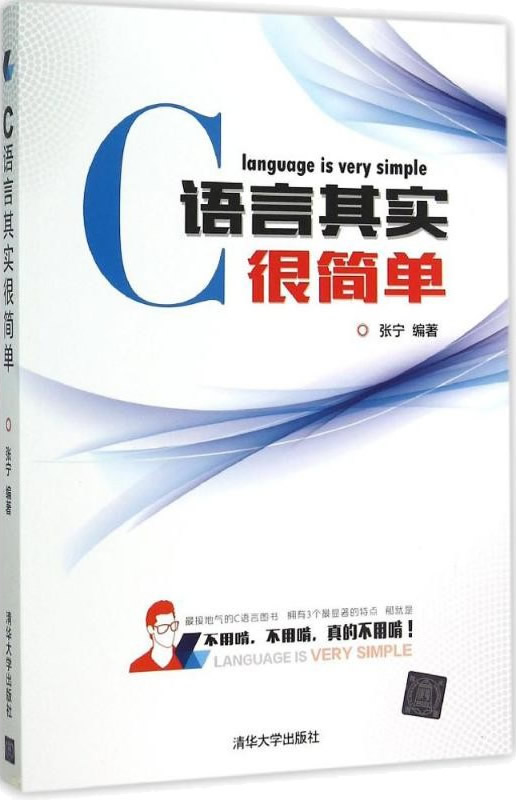 C language is very simple
语言其实
很简单
张宁 编著
最接地气的C语言图书 拥有3个最显著的特点 那就是
不用啃,不用啃,真的不用啃!
LANGUAGE IS VERY SIMPLE
清华大学出版社
C语言其实很简单
张宁 编著
清华大学出版社